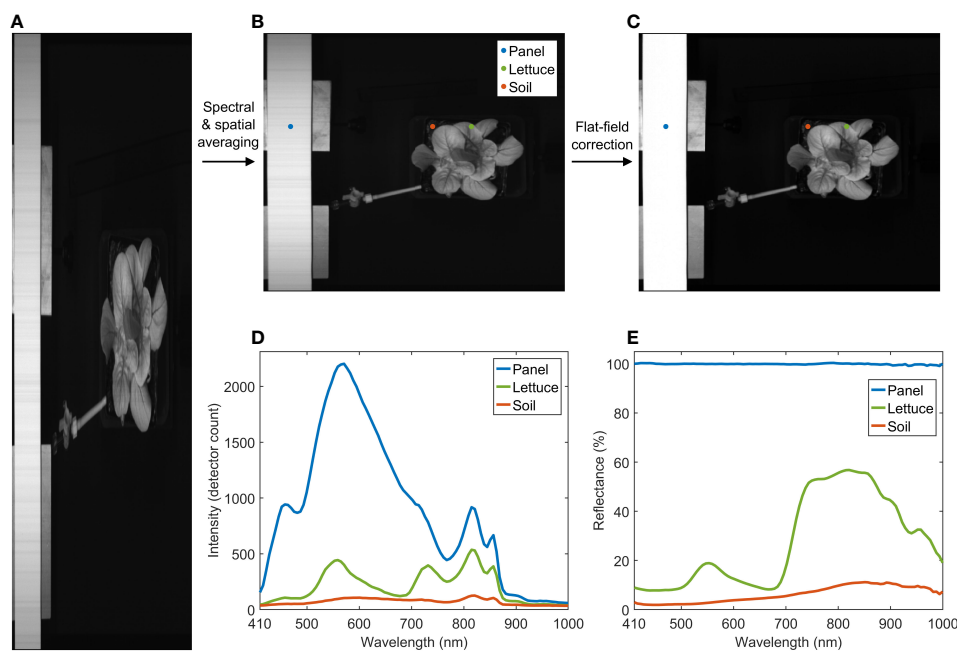 A
B
C
Panel
Lettuce
Soil
Spectral
& spatial
averaging
Flat-field
correction
D
Panel
Lettuce
Soil
2000
1500
1000
500
0
Intensity (detector count)
410 500 600 700 800 900 1000
Wavelength (nm)
E
Panel
Lettuce
Soil
100
80
60
40
20
0
Reflectance (%)
410 500 600 700 800 900 1000
Wavelength (nm)